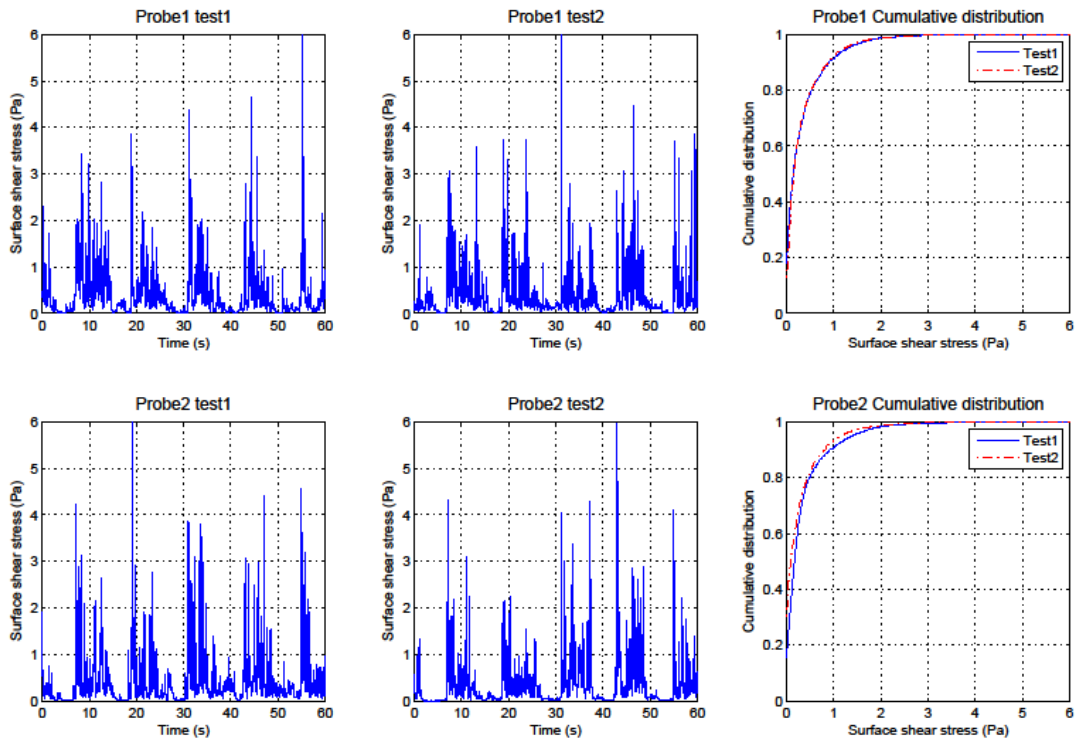 Probe1 test1
Probe1 test2
Probe1 Cumulative distribution
6
5
4
3
2
1
0
Surface shear stress (Pa)
0 10 20 30 40 50 60
Time (s)
6
5
4
3
2
1
0
Surface shear stress (Pa)
0 10 20 30 40 50 60
Time (s)
1
0.8
0.6
0.4
0.2
0
Cumulative distribution
Test1
Test2
0 1 2 3 4 5 6
Surface shear stress (Pa)
Probe2 test1
Probe2 test2
Probe2 Cumulative distribution
6
5
4
3
2
1
0
Surface shear stress (Pa)
0 10 20 30 40 50 60
Time (s)
6
5
4
3
2
1
0
Surface shear stress (Pa)
0 10 20 30 40 50 60
Time (s)
1
0.8
0.6
0.4
0.2
0
Cumulative distribution
Test1
Test2
0 1 2 3 4 5 6
Surface shear stress (Pa)